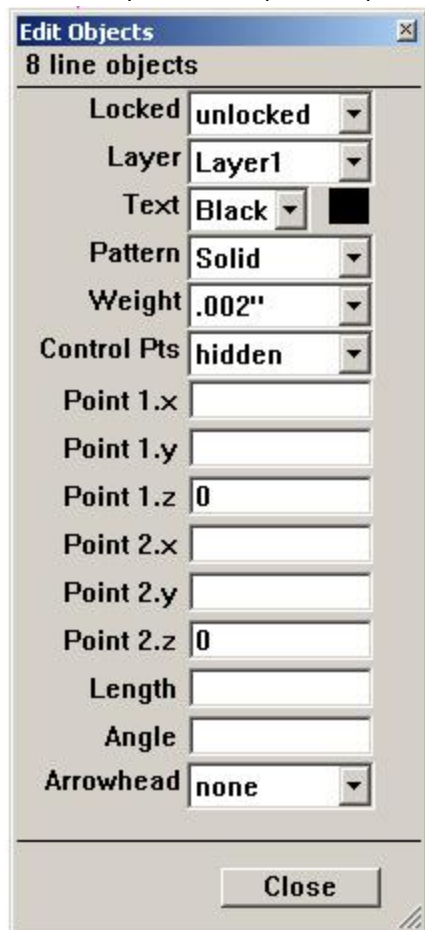 Edit Objects
8 line objects
Locked unlocked
Layer Layer1
Text Black
Pattern Solid
Weight .002"
Control Pts hidden
Point 1.x
Point 1.y
Point 1.z 0
Point 2.x
Point 2.y
Point 2.z 0
Length
Angle
Arrowhead none
Close